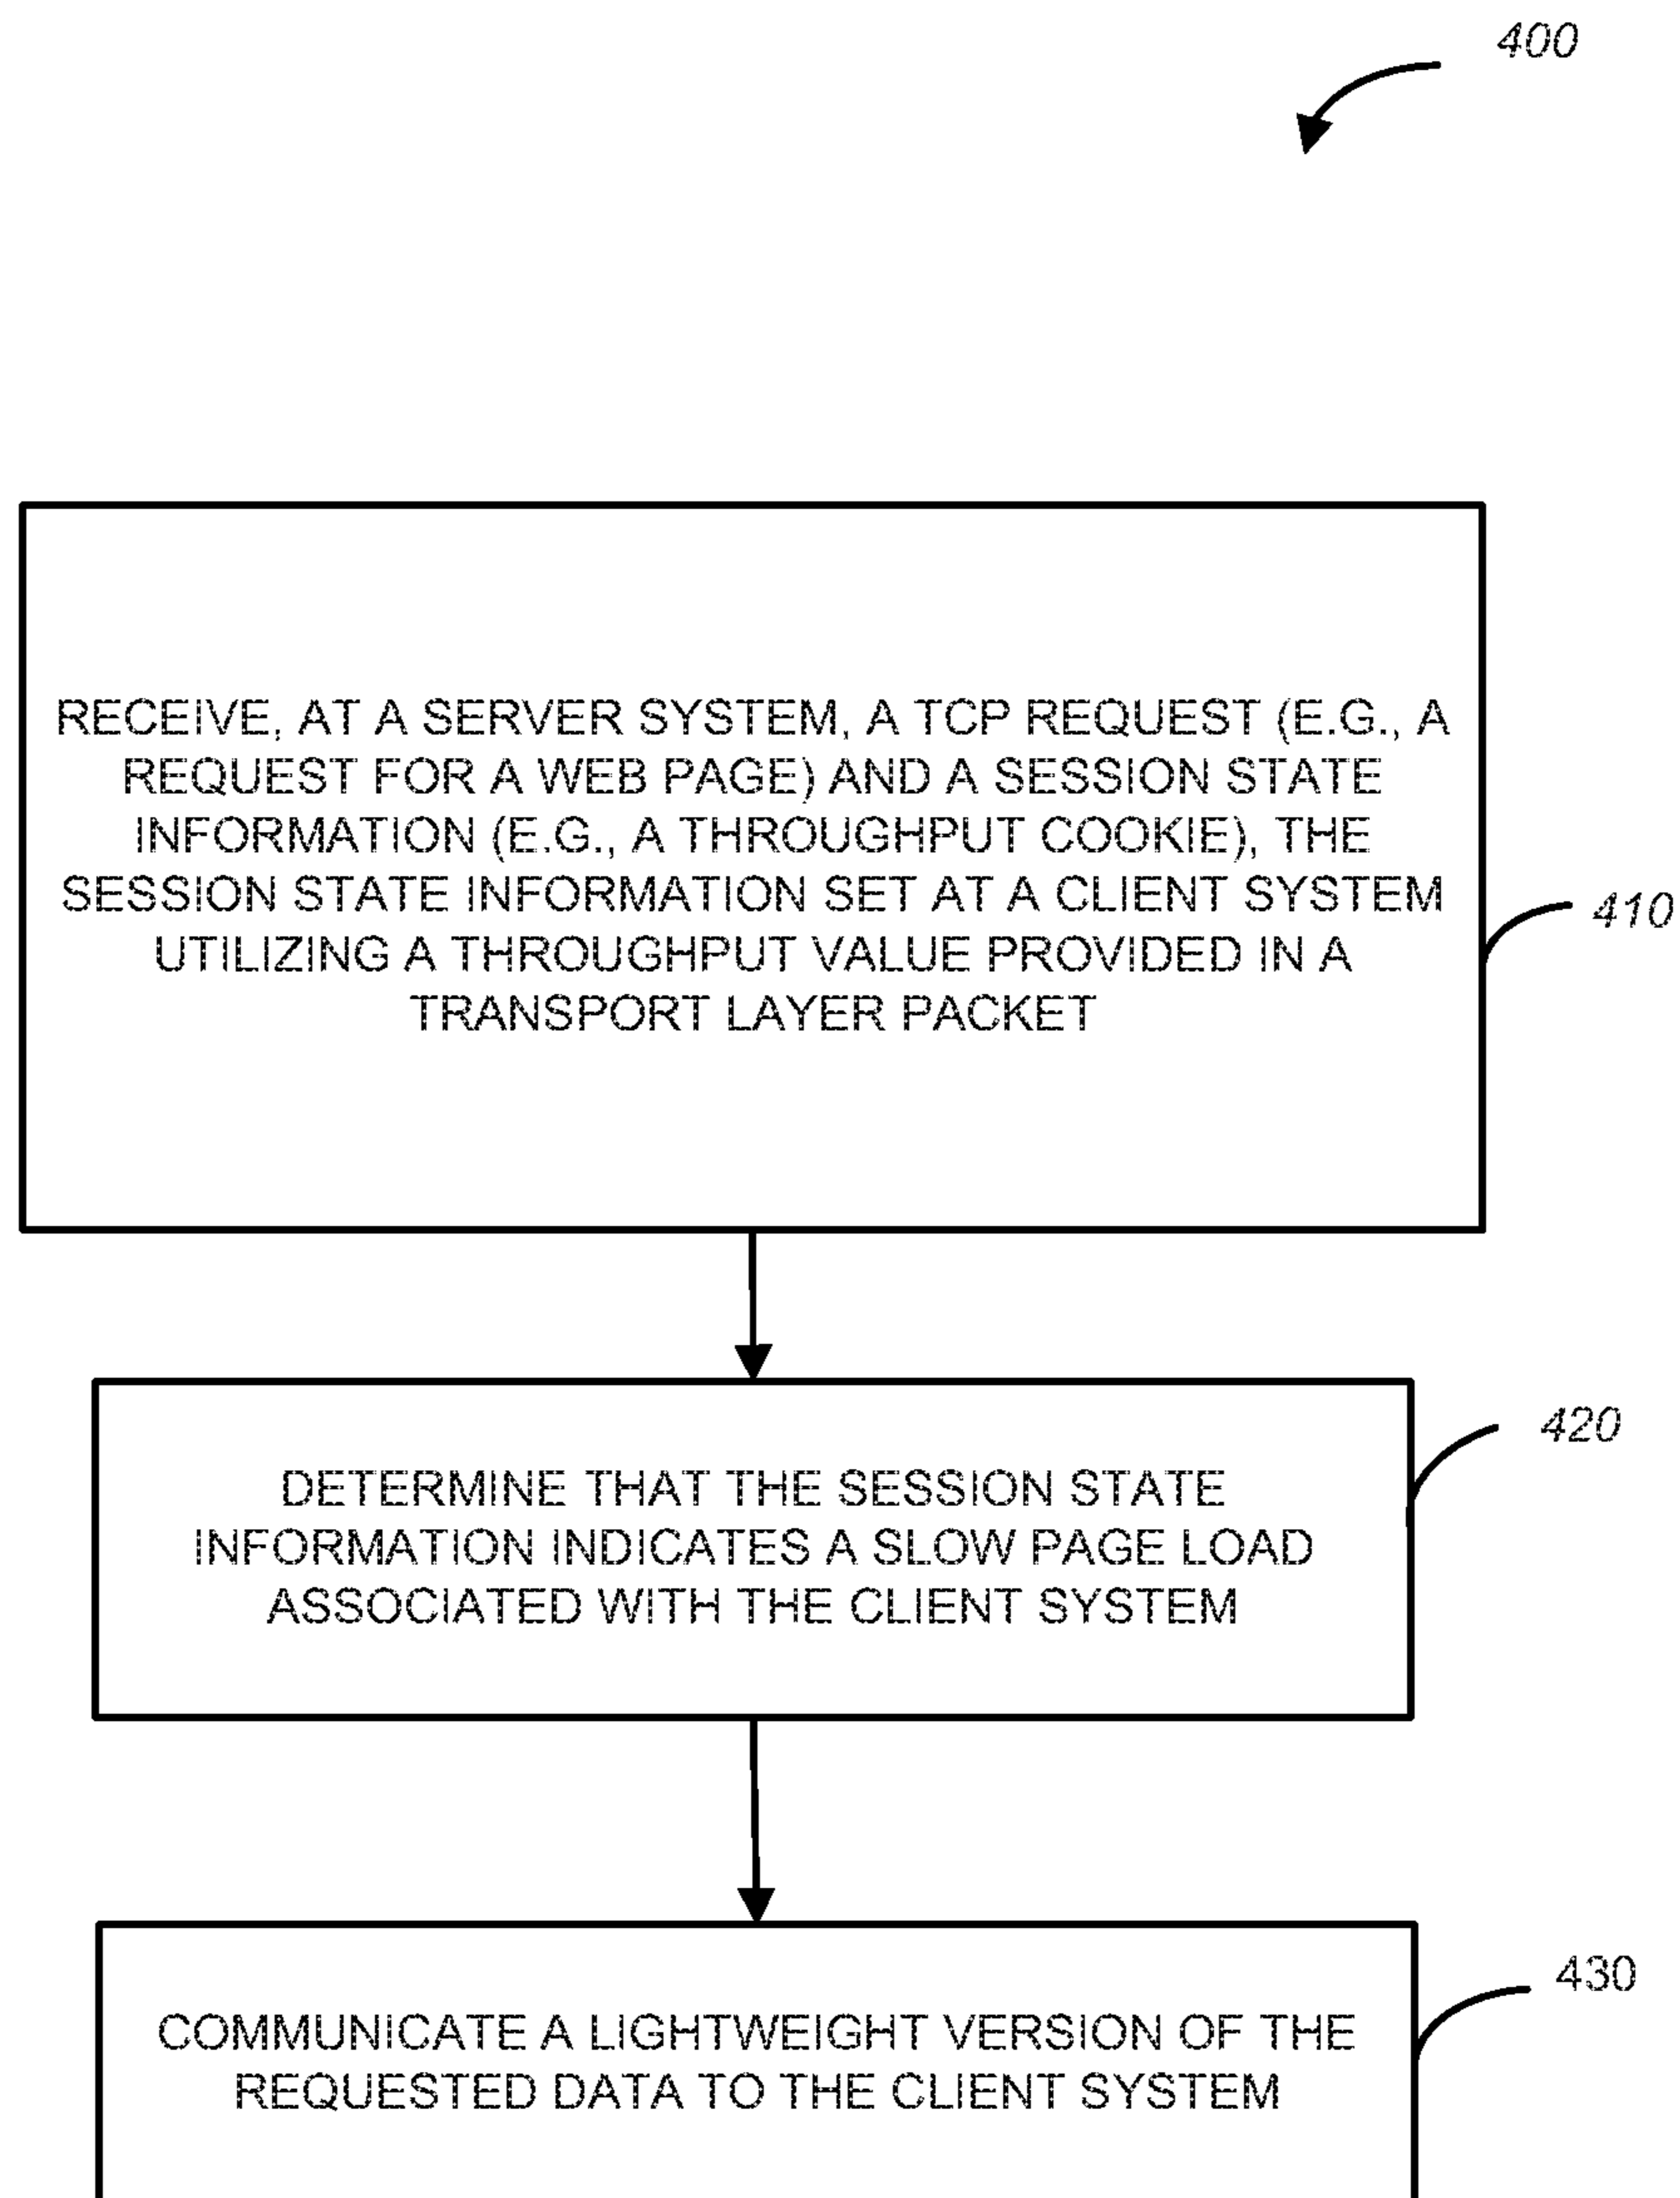 400
RECEIVE, AT A SERVER SYSTEM, A TCP REQUEST (E.G., A
REQUEST FOR A WEB PAGE) AND A SESSION STATE
INFORMATION (E.G., A THROUGHPUT COOKIE), THE
SESSION STATE INFORMATION SET AT A CLIENT SYSTEM
UTILIZING A THROUGHPUT VALUE PROVIDED IN A
TRANSPORT LAYER PACKET
410
420
DETERMINE THAT THE SESSION STATE
INFORMATION INDICATES A SLOW PAGE LOAD
ASSOCIATED WITH THE CLIENT SYSTEM
430
COMMUNICATE A LIGHTWEIGHT VERSION OF THE
REQUESTED DATA TO THE CLIENT SYSTEM